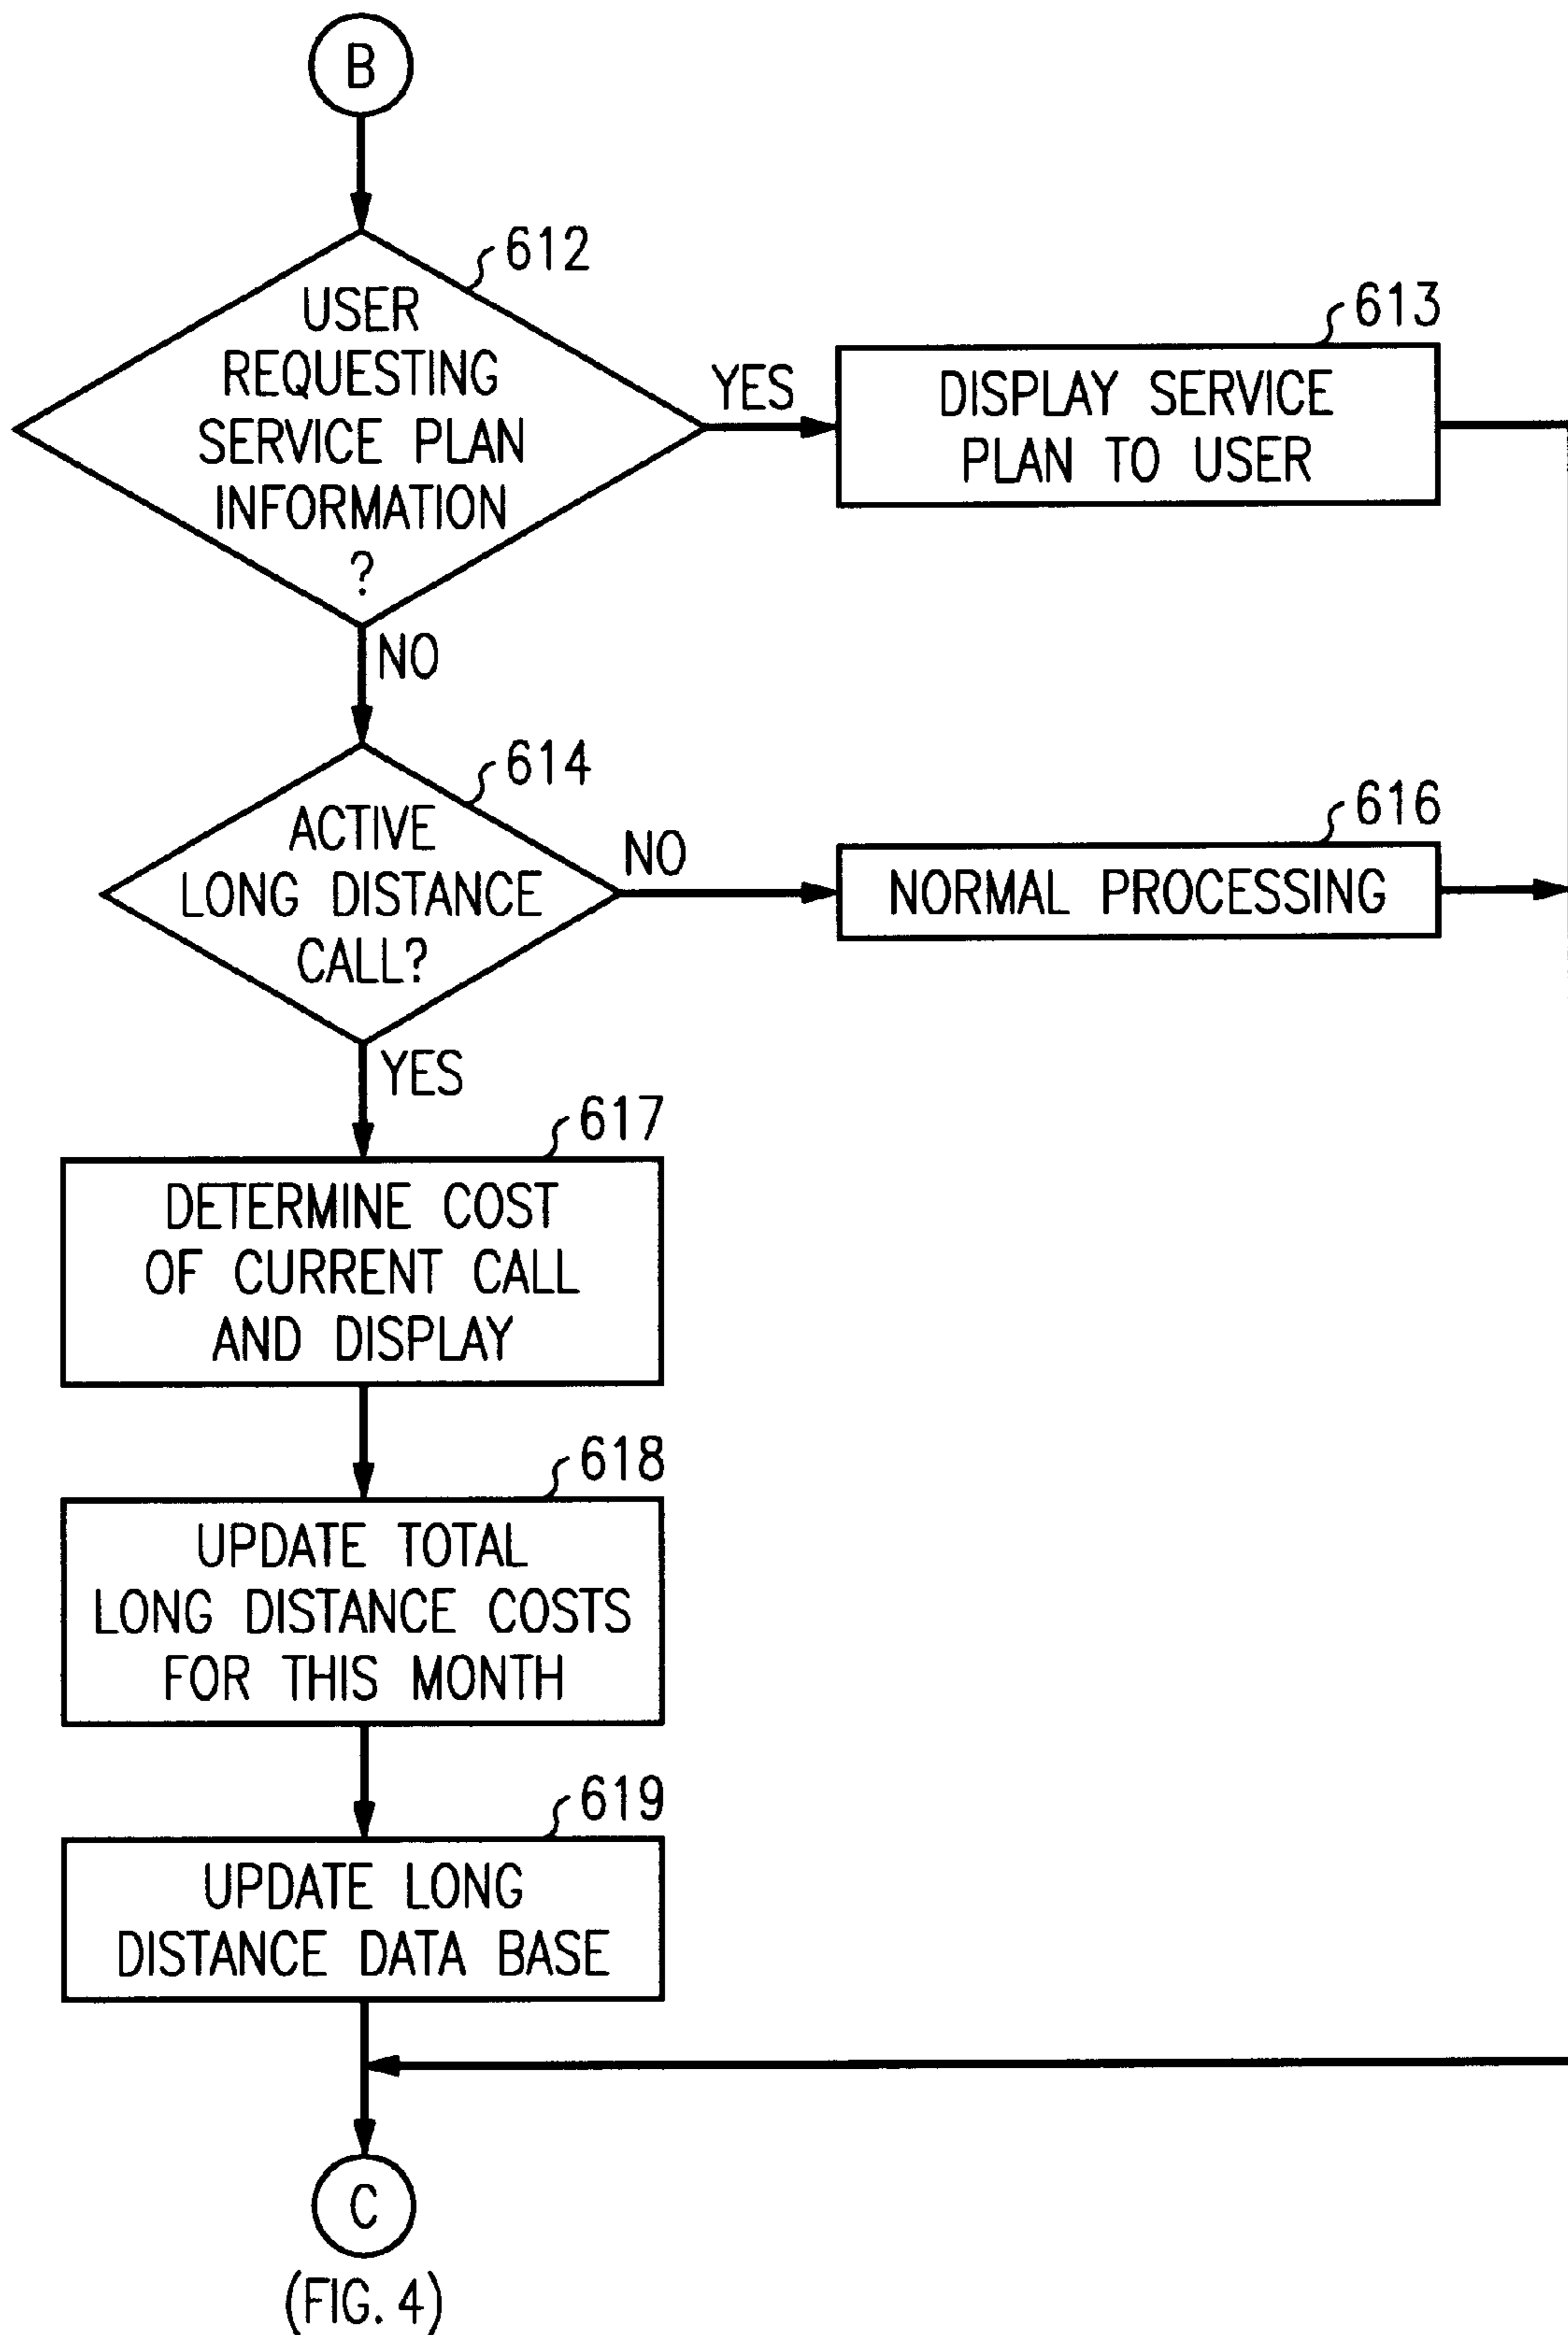 B
612
USER
REQUESTING
SERVICE PLAN
INFORMATION
?
YES
613
DISPLAY SERVICE
PLAN TO USER
NO
614
ACTIVE
LONG DISTANCE
CALL?
NO
616
NORMAL PROCESSING
YES
617
DETERMINE COST
OF CURRENT CALL
AND DISPLAY
618
UPDATE TOTAL
LONG DISTANCE COSTS
FOR THIS MONTH
619
UPDATE LONG
DISTANCE DATA BASE
C
(FIG. 4)